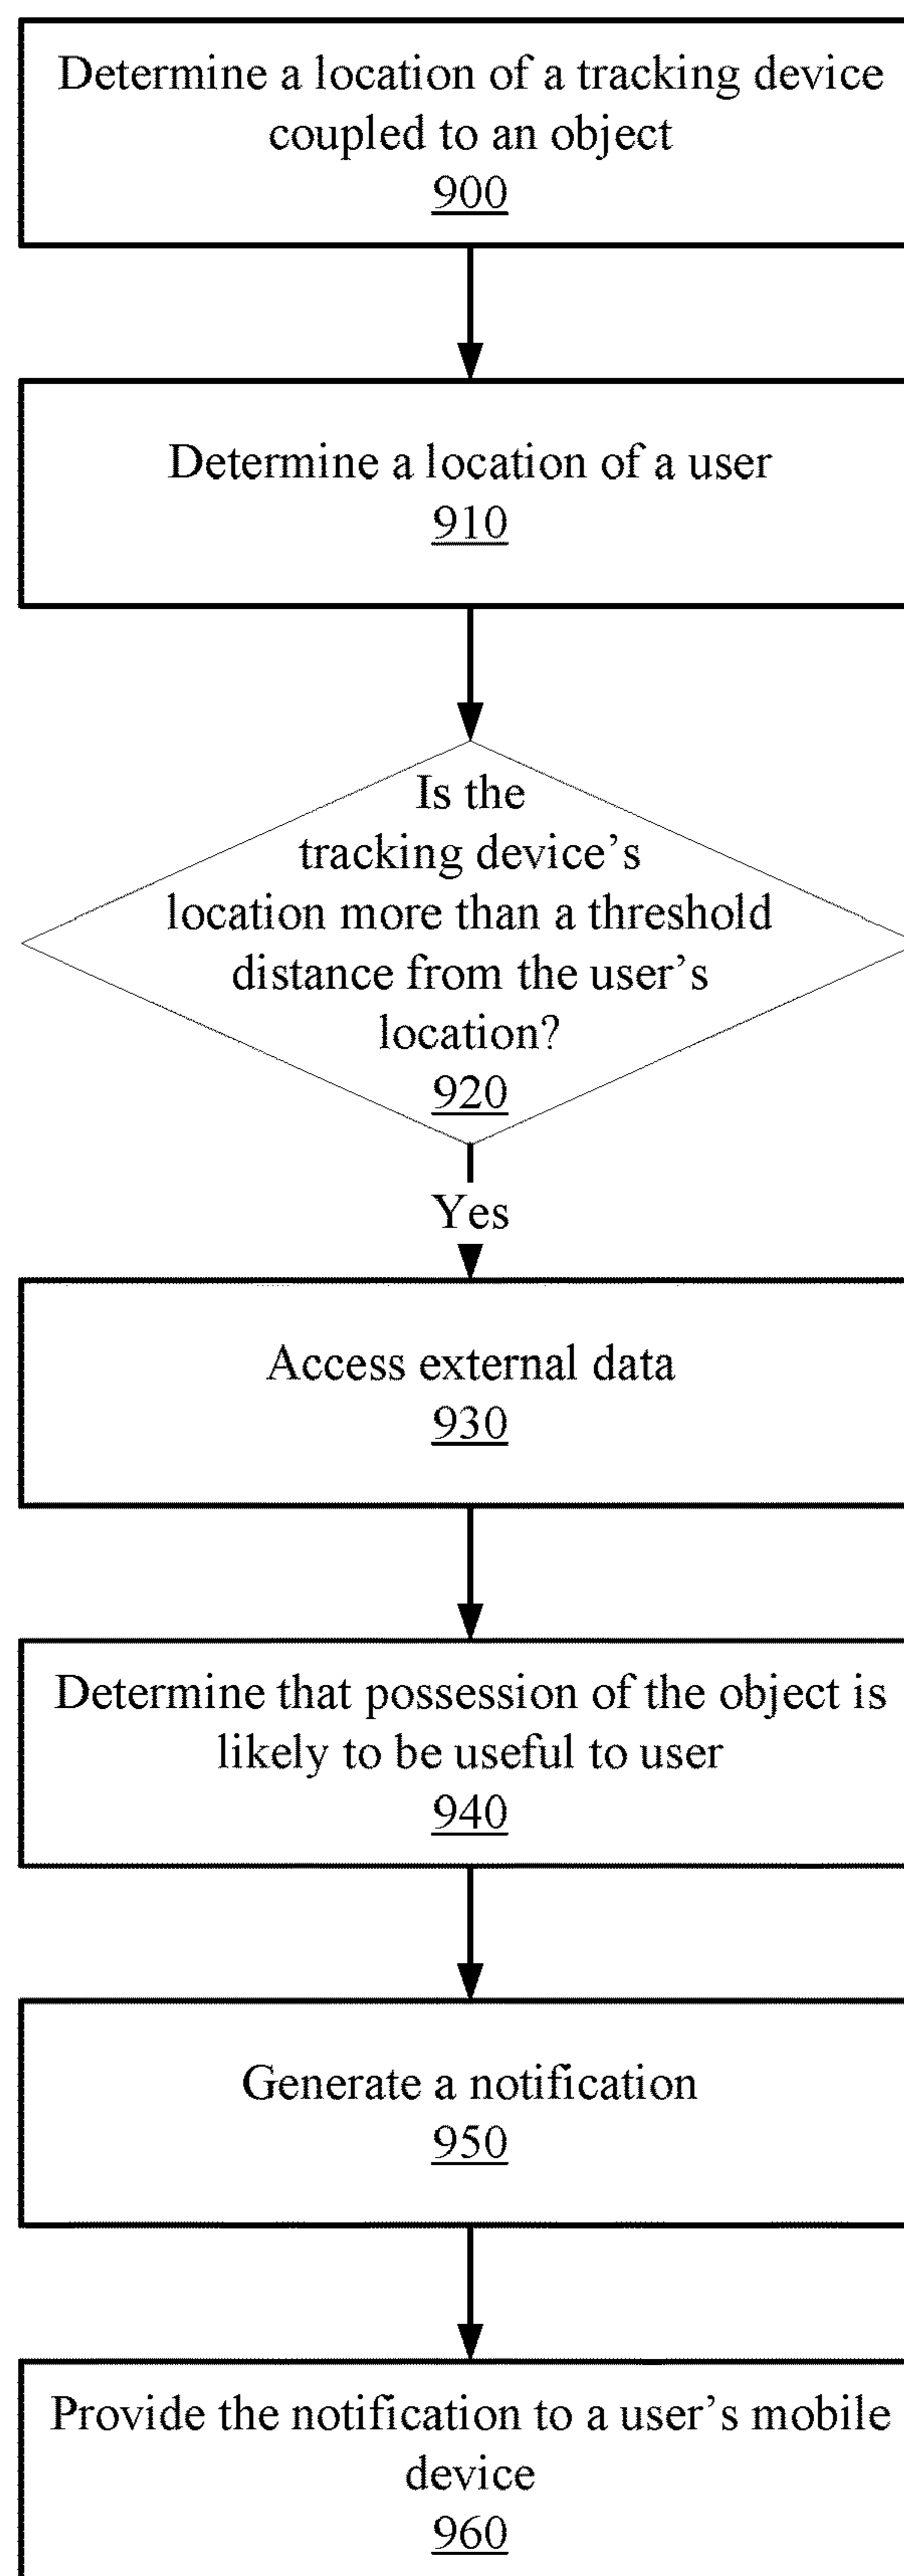 Determine a location of a tracking device
coupled to an object
900
Determine a location of a user
910
Is the
tracking device’s
location more than a threshold
distance from the user’s
location?
920
Yes
Access external data
930
Determine that possession of the object is
likely to be useful to user
940
Generate a notification
950
Provide the notification to a user’s mobile
device
960